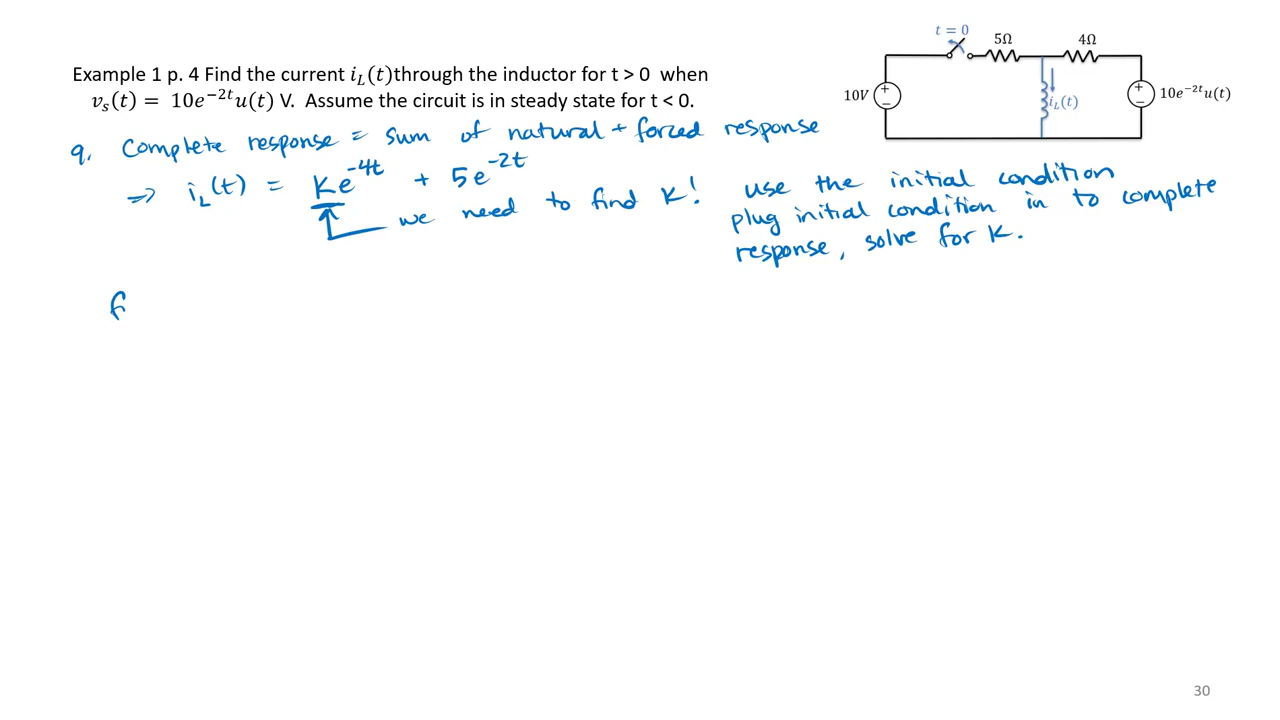 Example 1 p. 4 Find the current i_L(t)through the inductor for t > 0 when
v_s(t) = 10e^{-2t}u(t) V. Assume the circuit is in steady state for t < 0.
t = 0
5Ω
4Ω
10V
+
−
i_L(t)
+
−
10e^{-2t}u(t)
9. Complete response = sum of natural + forced response
⇒ i_L(t) = Ke^{-4t} + 5e^{-2t}
we need to find K!
use the initial condition
plug initial condition in to complete
response, solve for K.
30